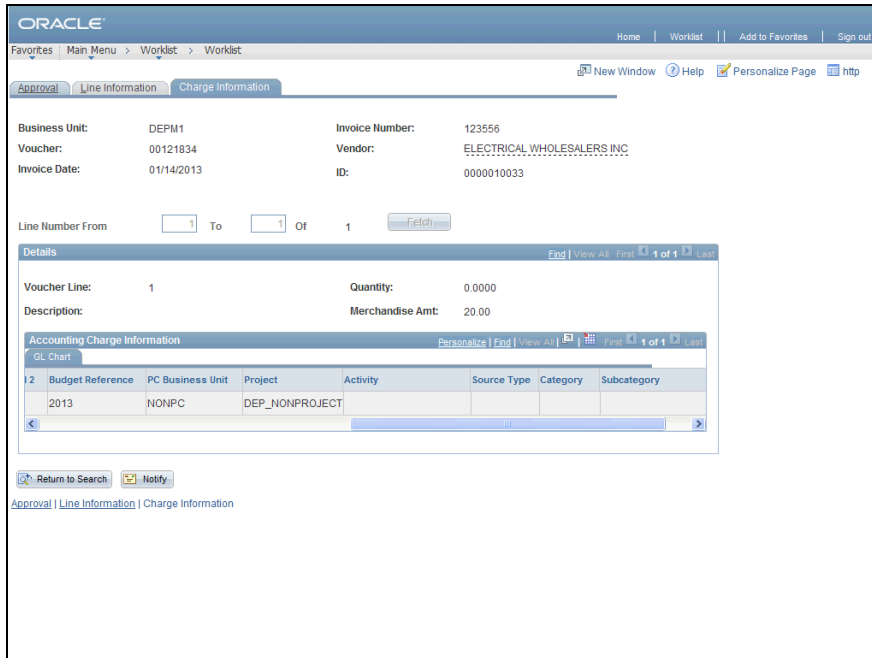 ORACLE
Home | Worklist || Add to Favorites | Sign out
Favorites | Main Menu > Worklist > Worklist
New Window Help Personalize Page http
Approval Line Information Charge Information
Business Unit: DEPM1 Invoice Number: 123556
Voucher: 00121834 Vendor: ELECTRICAL WHOLESALERS INC
Invoice Date: 01/14/2013 ID: 0000010033
Line Number From 1 To 1 Of 1 Fetch
Details Find | View All First 1 of 1 Last
Voucher Line: 1 Quantity: 0.0000
Description: Merchandise Amt: 20.00
Accounting Charge Information Personalize | Find | View All | | First 1 of 1 Last
GL Chart
l 2 Budget Reference PC Business Unit Project Activity Source Type Category Subcategory
2013 NONPC DEP_NONPROJECT
Return to Search Notify
Approval | Line Information | Charge Information